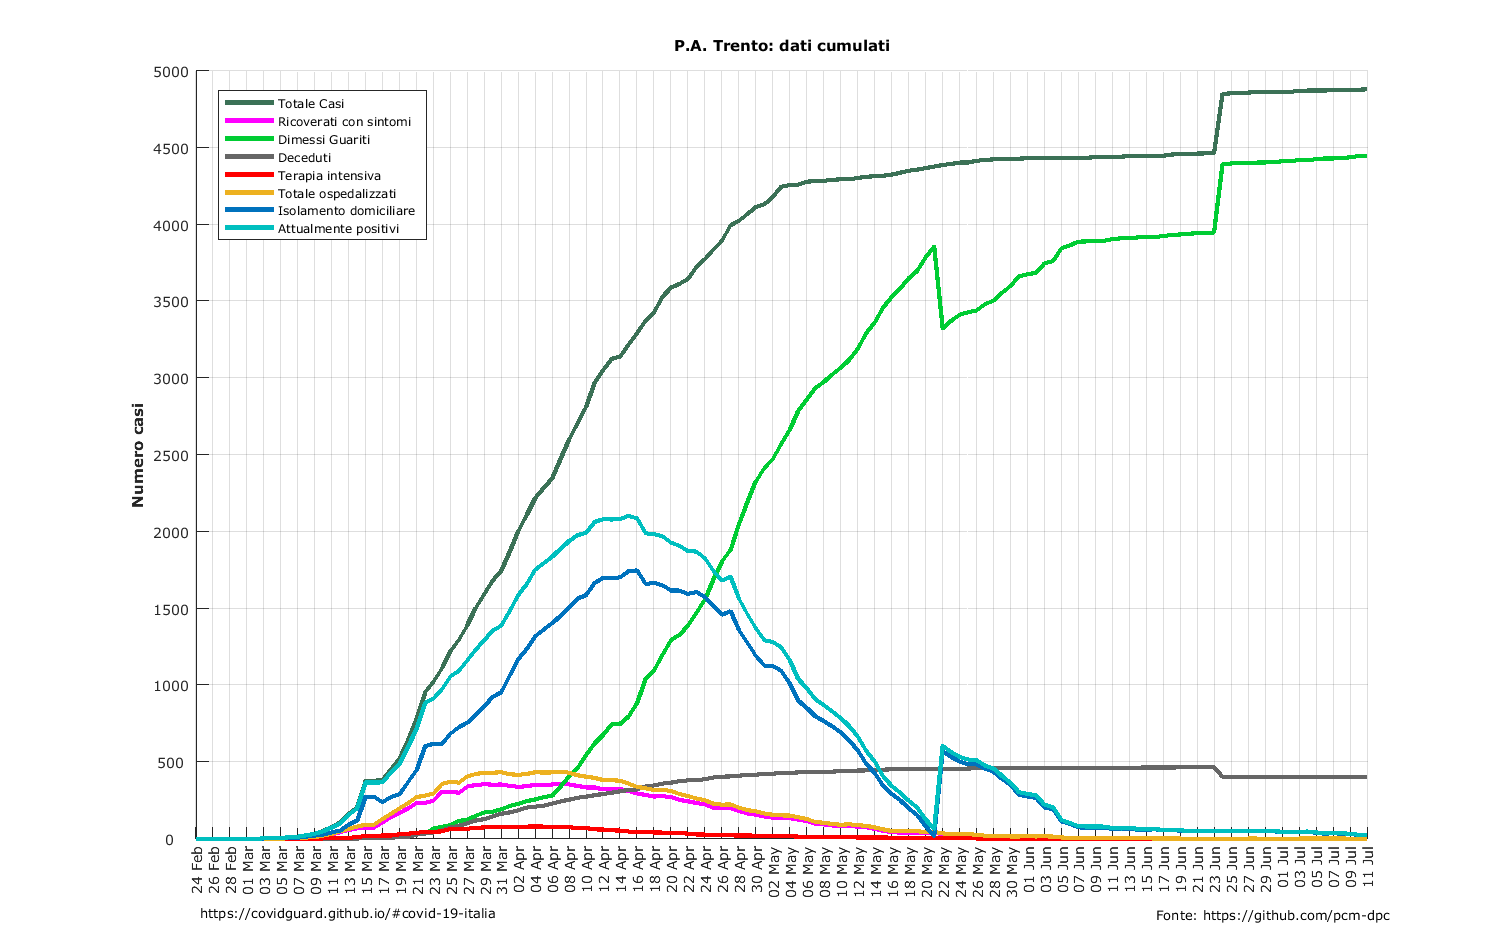 P.A. Trento: dati cumulati
Numero casi
5000
4500
4000
3500
3000
2500
2000
1500
1000
500
0
Totale Casi
Ricoverati con sintomi
Dimessi Guariti
Deceduti
Terapia intensiva
Totale ospedalizzati
Isolamento domiciliare
Attualmente positivi
24 Feb
26 Feb
28 Feb
01 Mar
03 Mar
05 Mar
07 Mar
09 Mar
11 Mar
13 Mar
15 Mar
17 Mar
19 Mar
21 Mar
23 Mar
25 Mar
27 Mar
29 Mar
31 Mar
02 Apr
04 Apr
06 Apr
08 Apr
10 Apr
12 Apr
14 Apr
16 Apr
18 Apr
20 Apr
22 Apr
24 Apr
26 Apr
28 Apr
30 Apr
02 May
04 May
06 May
08 May
10 May
12 May
14 May
16 May
18 May
20 May
22 May
24 May
26 May
28 May
30 May
01 Jun
03 Jun
05 Jun
07 Jun
09 Jun
11 Jun
13 Jun
15 Jun
17 Jun
19 Jun
21 Jun
23 Jun
25 Jun
27 Jun
29 Jun
01 Jul
03 Jul
05 Jul
07 Jul
09 Jul
11 Jul
https://covidguard.github.io/#covid-19-italia
Fonte: https://github.com/pcm-dpc